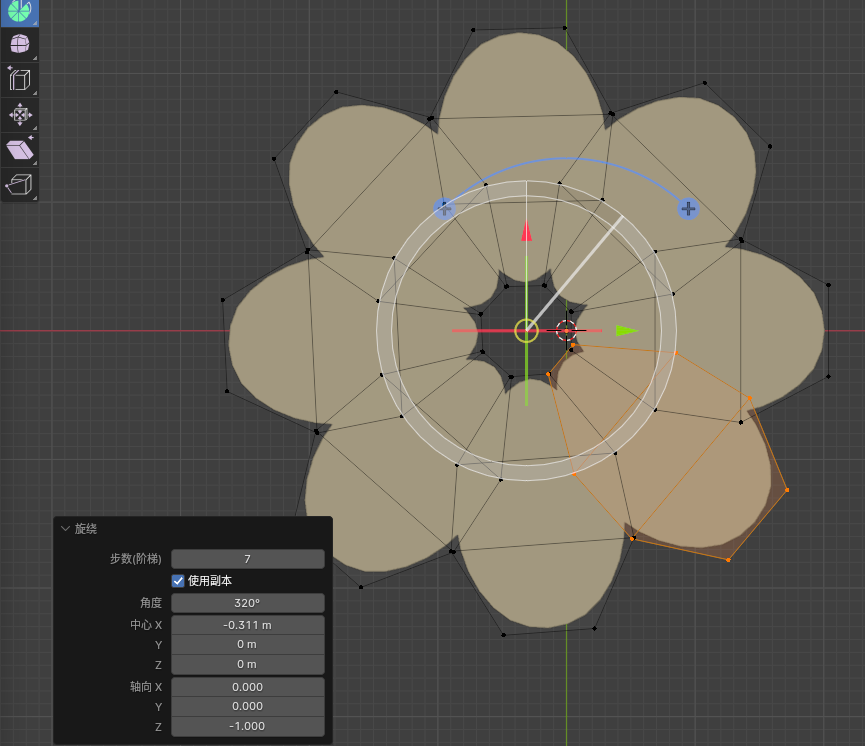 旋绕
步数(阶梯) 7
使用副本
角度 320°
中心 X -0.311 m
Y 0 m
Z 0 m
轴向 X 0.000
Y 0.000
Z -1.000